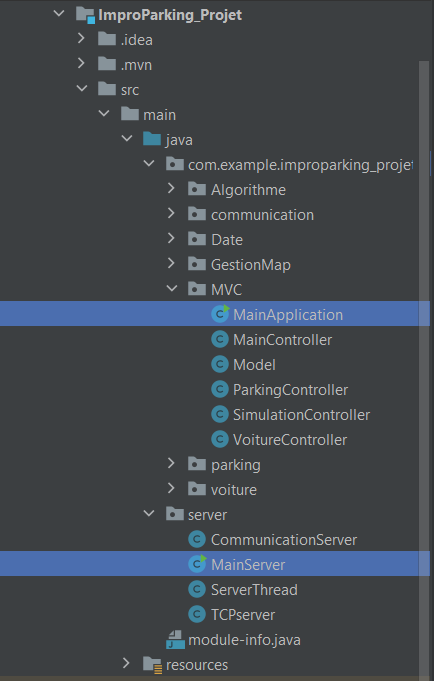 ImproParking_Projet
.idea
.mvn
src
main
java
com.example.improparking_projet
Algorithme
communication
Date
GestionMap
MVC
MainApplication
MainController
Model
ParkingController
SimulationController
VoitureController
parking
voiture
server
CommunicationServer
MainServer
ServerThread
TCPserver
module-info.java
resources